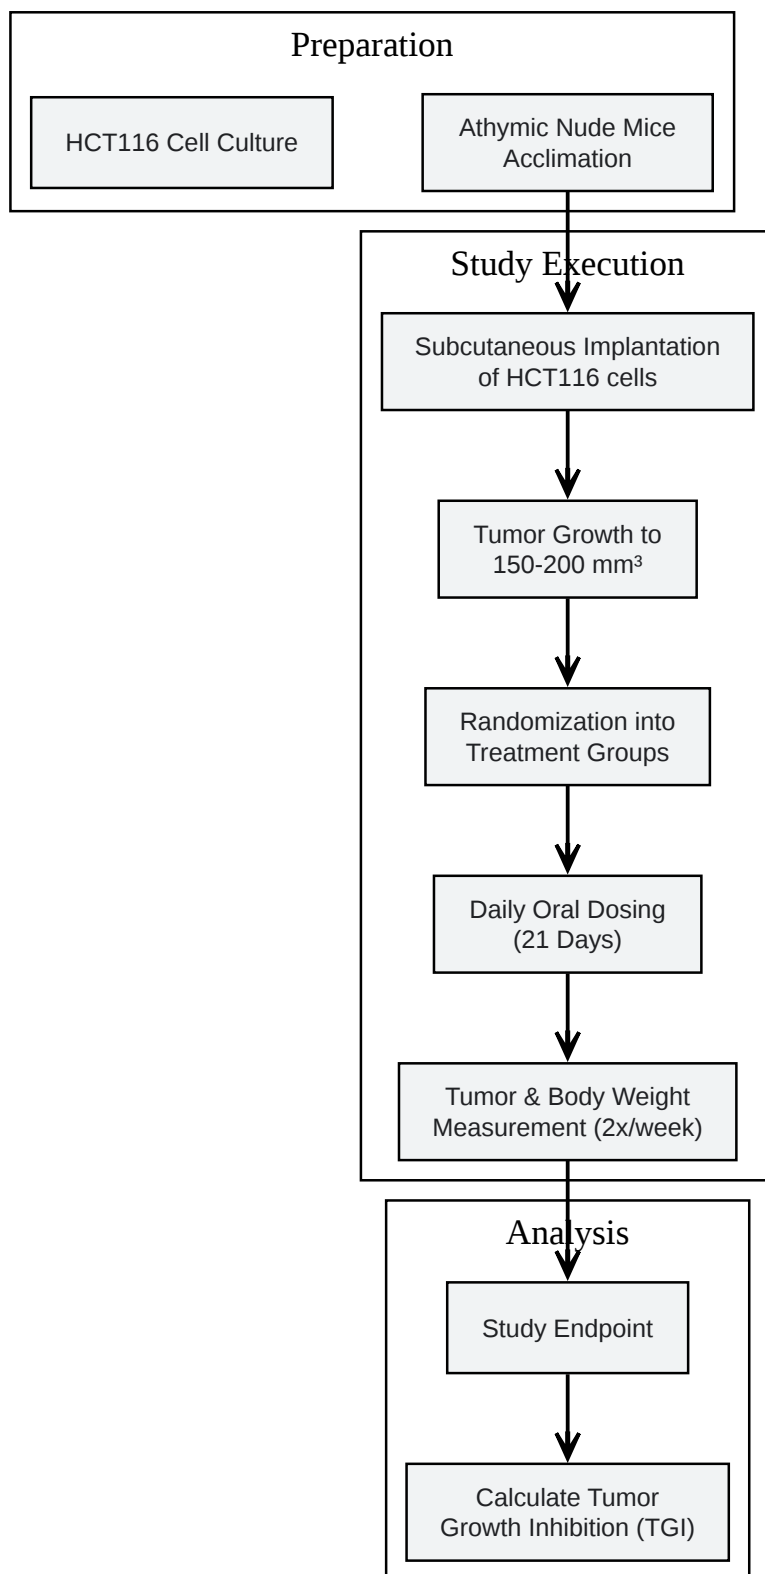 Preparation
HCT116 Cell Culture
Athymic Nude Mice
Acclimation
Study Execution
Subcutaneous Implantation
of HCT116 cells
Tumor Growth to
150-200 mm³
Randomization into
Treatment Groups
Daily Oral Dosing
(21 Days)
Tumor & Body Weight
Measurement (2x/week)
Analysis
Study Endpoint
Calculate Tumor
Growth Inhibition (TGI)